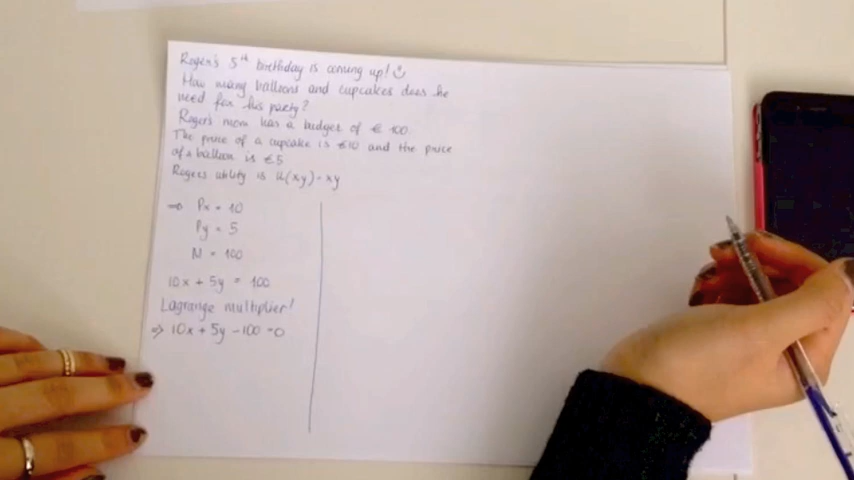 Roger's 5th birthday is coming up! ☺
How many balloons and cupcakes does he
need for his party?
Roger's mom has a budget of € 100.
The price of a cupcake is €10 and the price
of a balloon is €5
Rogers utility is U(xy) = xy
=> Px = 10
Py = 5
N = 100
10x + 5y = 100
Lagrange multiplier!
=> 10x + 5y - 100 = 0